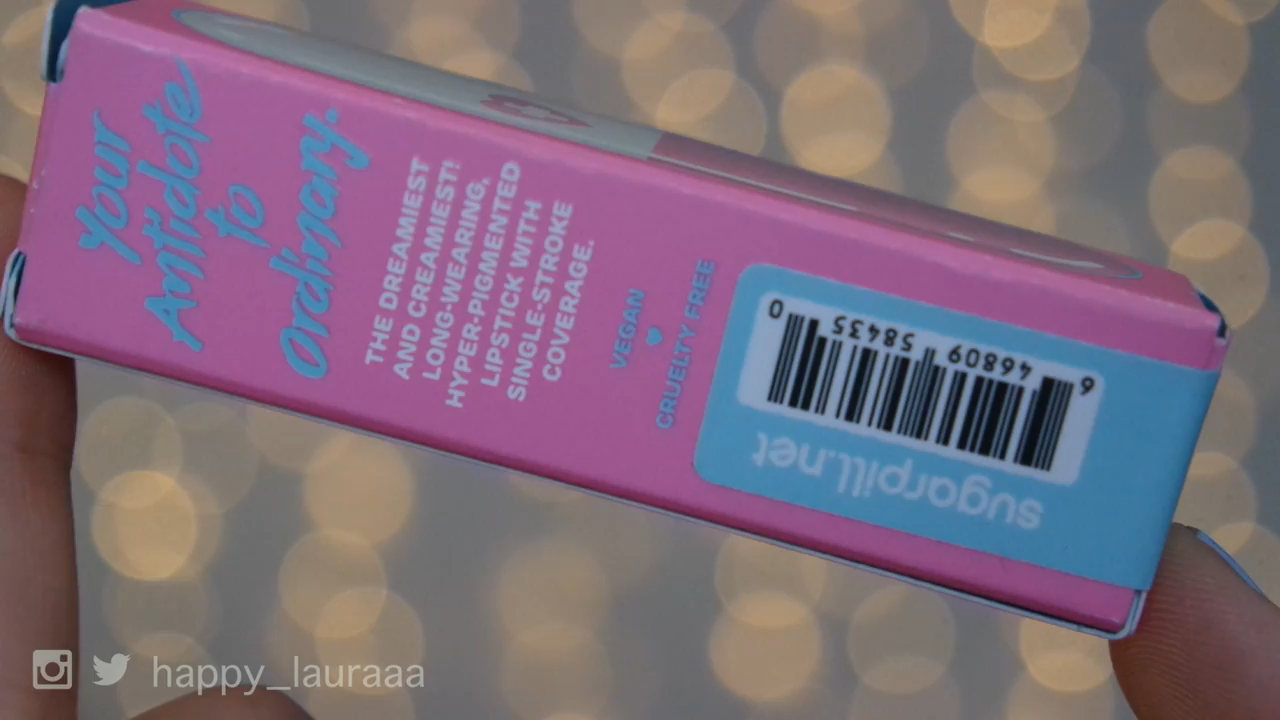 Your
Antidote
to
Ordinary.
THE DREAMIEST
AND CREAMIEST!
LONG-WEARING,
HYPER-PIGMENTED
LIPSTICK WITH
SINGLE-STROKE
COVERAGE.
VEGAN
CRUELTY FREE
sugarpill.net
6 46809 58435 0
happy_lauraaa